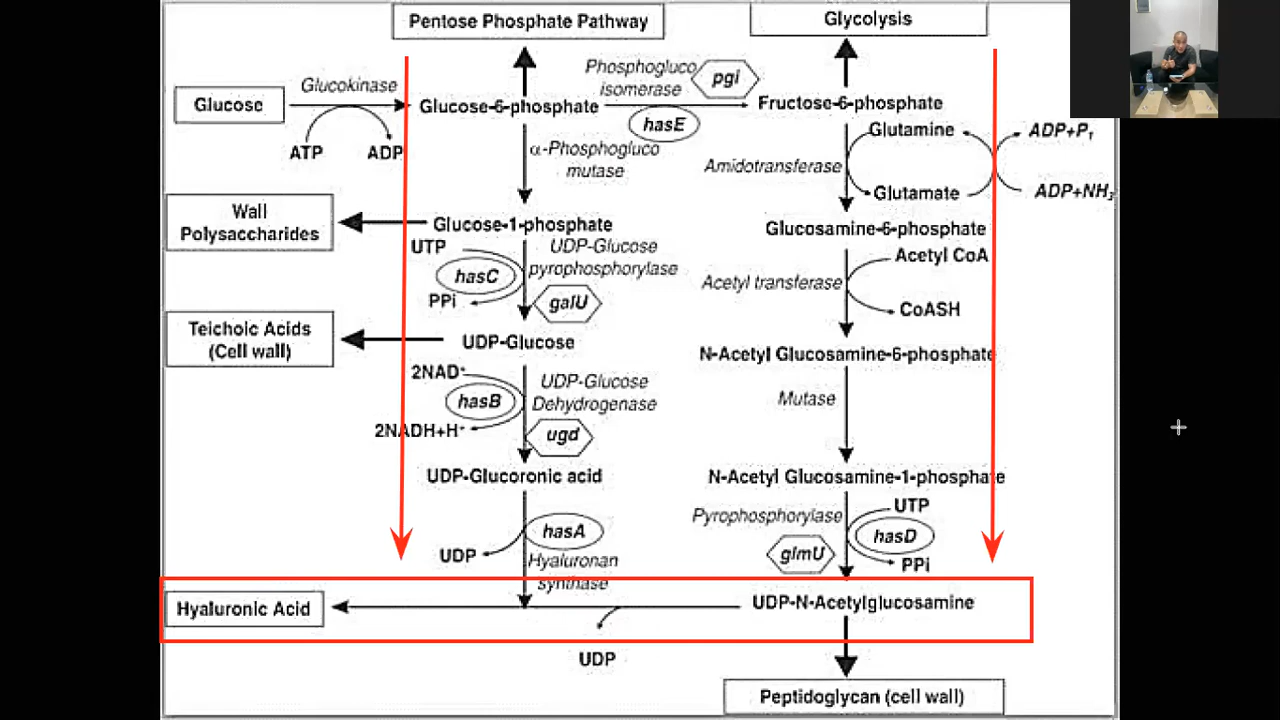 Pentose Phosphate Pathway
Glycolysis
Glucose
Glucokinase
ATP
ADP
Glucose-6-phosphate
Phosphogluco
isomerase
pgi
hasE
Fructose-6-phosphate
Glutamine
ADP+P
Amidotransferase
Glutamate
ADP+NH3
α-Phosphogluco
mutase
Wall
Polysaccharides
Glucose-1-phosphate
Glucosamine-6-phosphate
UTP
hasC
PPi
UDP-Glucose
pyrophosphorylase
galU
Acetyl CoA
Acetyl transferase
CoASH
Teichoic Acids
(Cell wall)
UDP-Glucose
N-Acetyl Glucosamine-6-phosphate
2NAD+
hasB
2NADH+H+
UDP-Glucose
Dehydrogenase
ugd
Mutase
UDP-Glucoronic acid
N-Acetyl Glucosamine-1-phosphate
UDP
hasA
Hyaluronan
synthase
Pyrophosphorylase
glmU
UTP
hasD
PPi
Hyaluronic Acid
UDP-N-Acetylglucosamine
UDP
Peptidoglycan (cell wall)